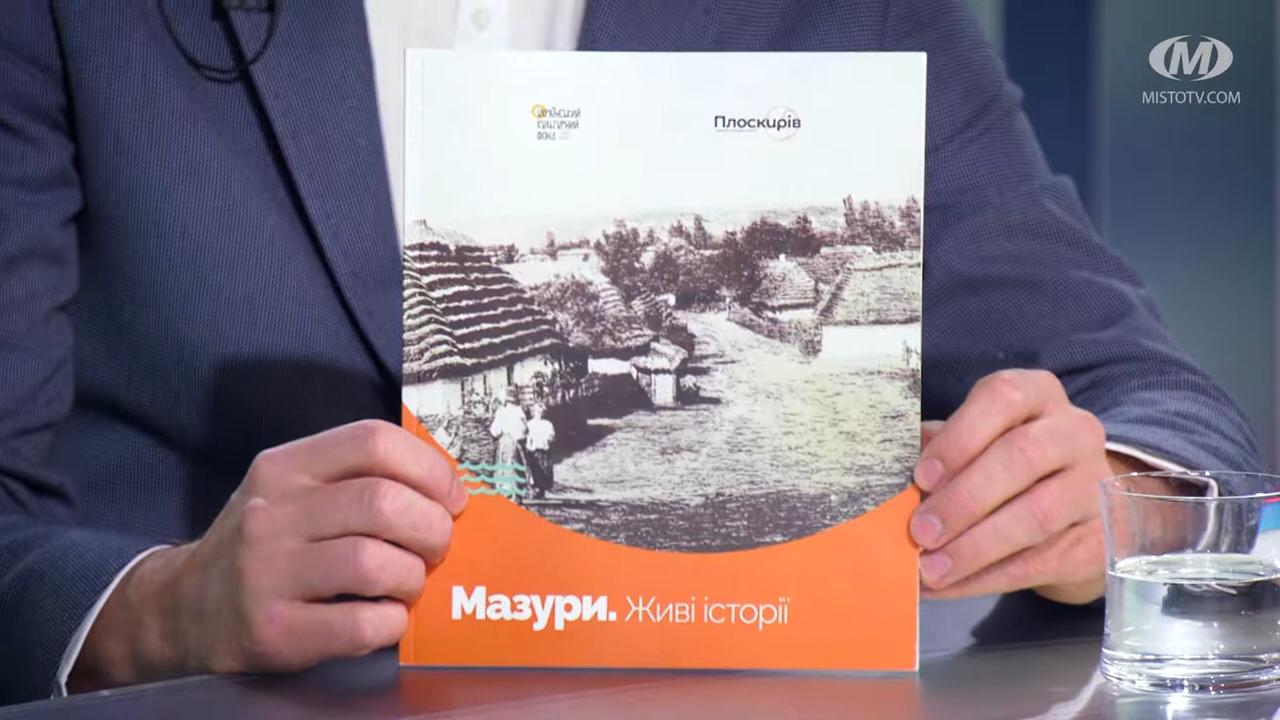 M
MISTOTV.COM
УКРАЇНСЬКИЙ
КУЛЬТУРНИЙ
ФОНД
Плоскирів
Мазури. Живі історії